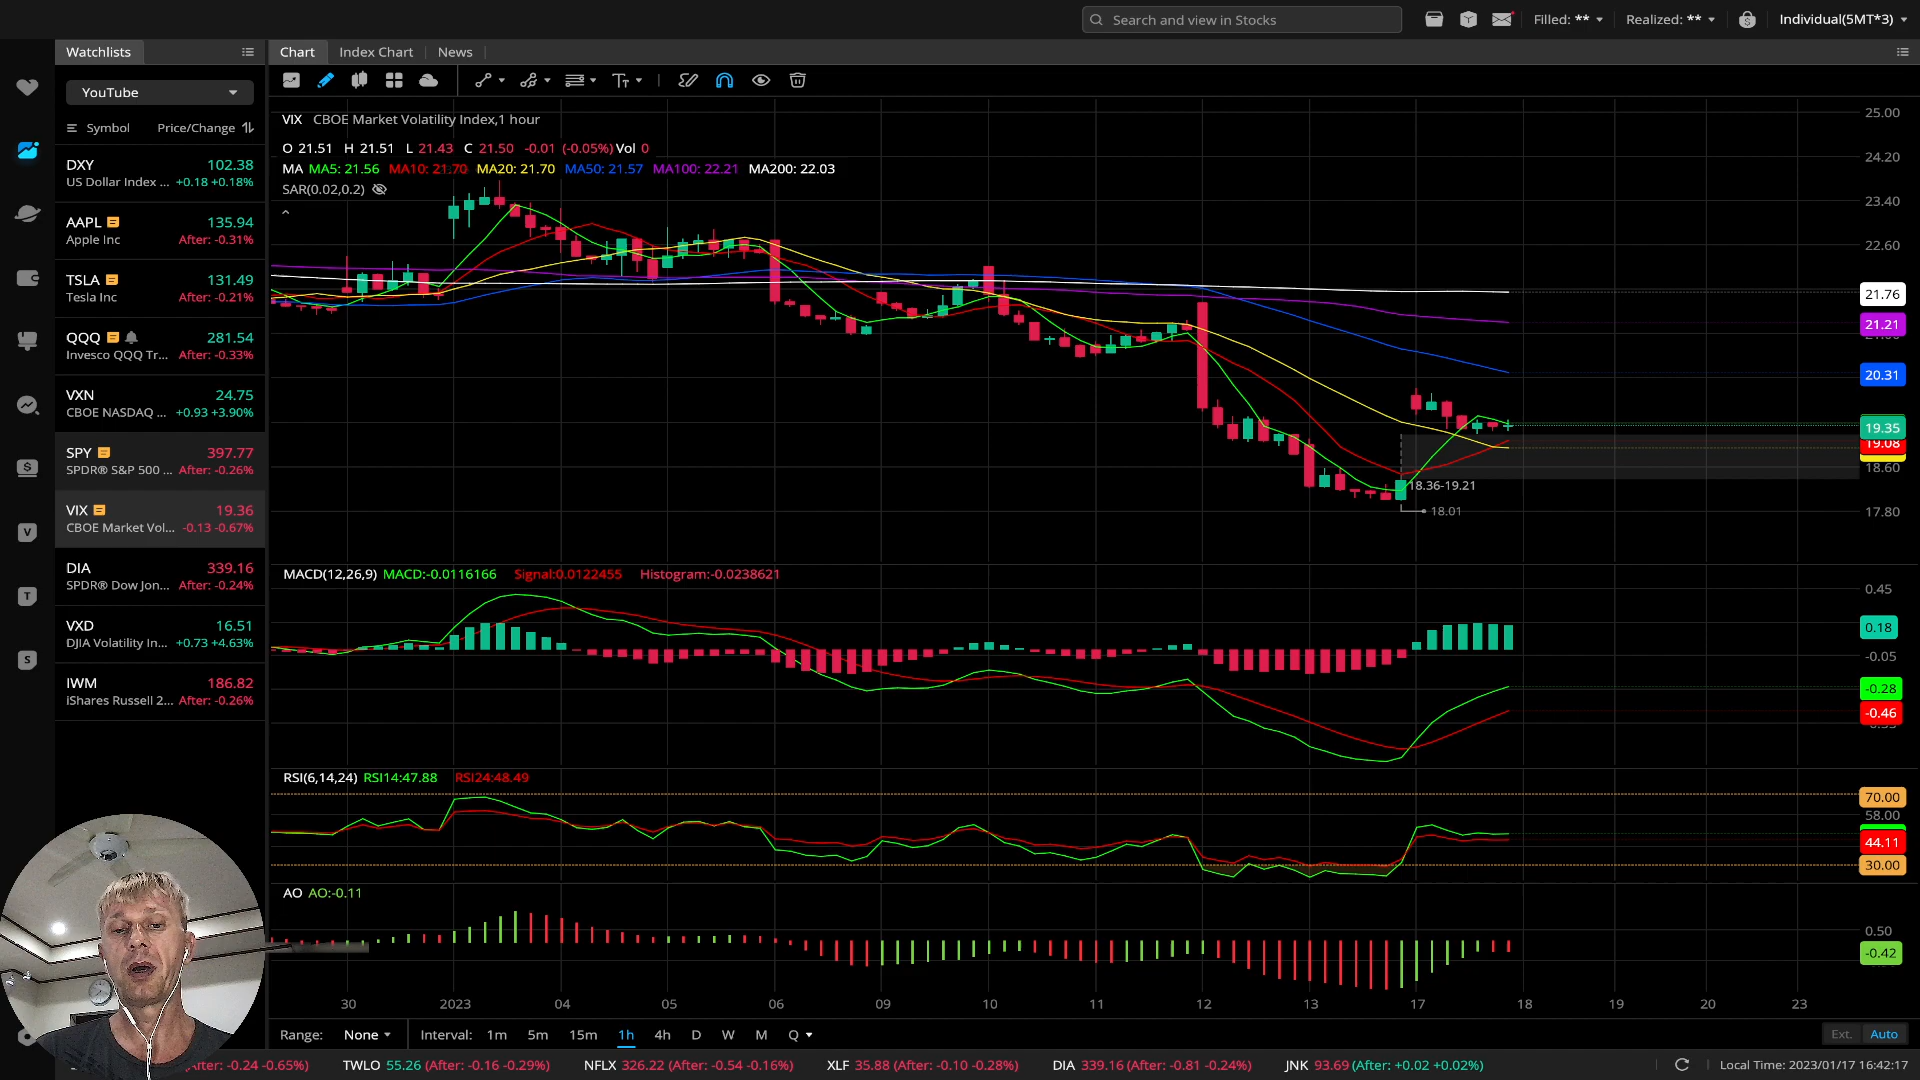 Search and view in Stocks
Filled: **
Realized: **
Individual(5MT*3)
Watchlists
Chart
Index Chart
News
YouTube
Symbol
Price/Change
DXY 102.38
US Dollar Index ... +0.18 +0.18%
AAPL 135.94
Apple Inc After: -0.31%
TSLA 131.49
Tesla Inc After: -0.21%
QQQ 281.54
Invesco QQQ Tr... After: -0.33%
VXN 24.75
CBOE NASDAQ ... +0.93 +3.90%
SPY 397.77
SPDR® S&P 500 ... After: -0.26%
VIX 19.36
CBOE Market Vol... -0.13 -0.67%
DIA 339.16
SPDR® Dow Jon... After: -0.24%
VXD 16.51
DJIA Volatility In... +0.73 +4.63%
IWM 186.82
iShares Russell 2... After: -0.26%
VIX CBOE Market Volatility Index,1 hour
O 21.51 H 21.51 L 21.43 C 21.50 -0.01 (-0.05%) Vol 0
MA MA5: 21.56 MA10: 21.70 MA20: 21.70 MA50: 21.57 MA100: 22.21 MA200: 22.03
SAR(0.02,0.2)
25.00
24.20
23.40
22.60
21.76
21.21
20.31
19.35
19.08
18.60
17.80
18.36-19.21
18.01
MACD(12,26,9) MACD:-0.0116166 Signal:0.0122455 Histogram:-0.0238621
0.45
0.18
-0.05
-0.28
-0.46
RSI(6,14,24) RSI14:47.88 RSI24:48.49
70.00
58.00
44.11
30.00
AO AO:-0.11
0.50
-0.42
30 2023 04 05 06 09 10 11 12 13 17 18 19 20 23
Range: None Interval: 1m 5m 15m 1h 4h D W M Q
Ext. Auto
(After: -0.24 -0.65%) TWLO 55.26 (After: -0.16 -0.29%) NFLX 326.22 (After: -0.54 -0.16%) XLF 35.88 (After: -0.10 -0.28%) DIA 339.16 (After: -0.81 -0.24%) JNK 93.69 (After: +0.02 +0.02%)
Local Time: 2023/01/17 16:42:17